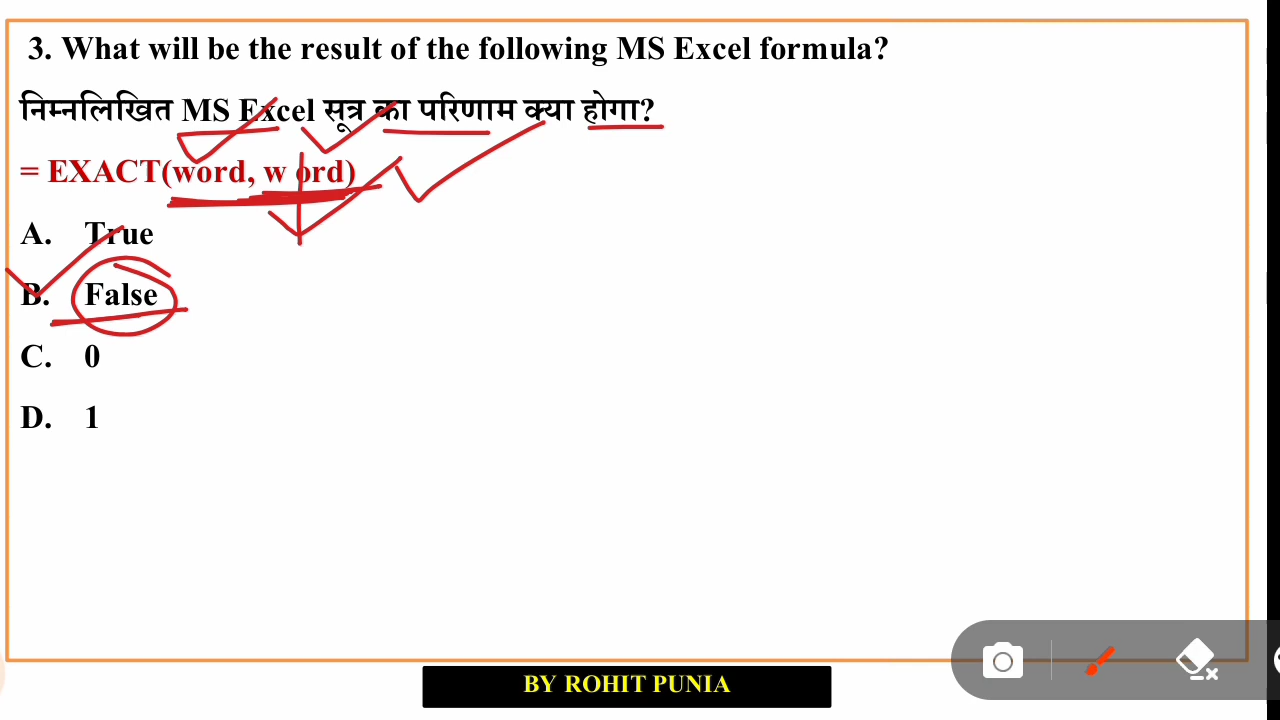 3. What will be the result of the following MS Excel formula?
निम्नलिखित MS Excel सूत्र का परिणाम क्या होगा?
= EXACT(word, w ord)
A. True
B. False
C. 0
D. 1
BY ROHIT PUNIA